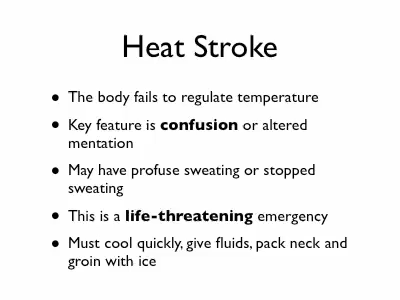 Heat Stroke
• The body fails to regulate temperature
• Key feature is confusion or altered
mentation
• May have profuse sweating or stopped
sweating
• This is a life-threatening emergency
• Must cool quickly, give fluids, pack neck and
groin with ice